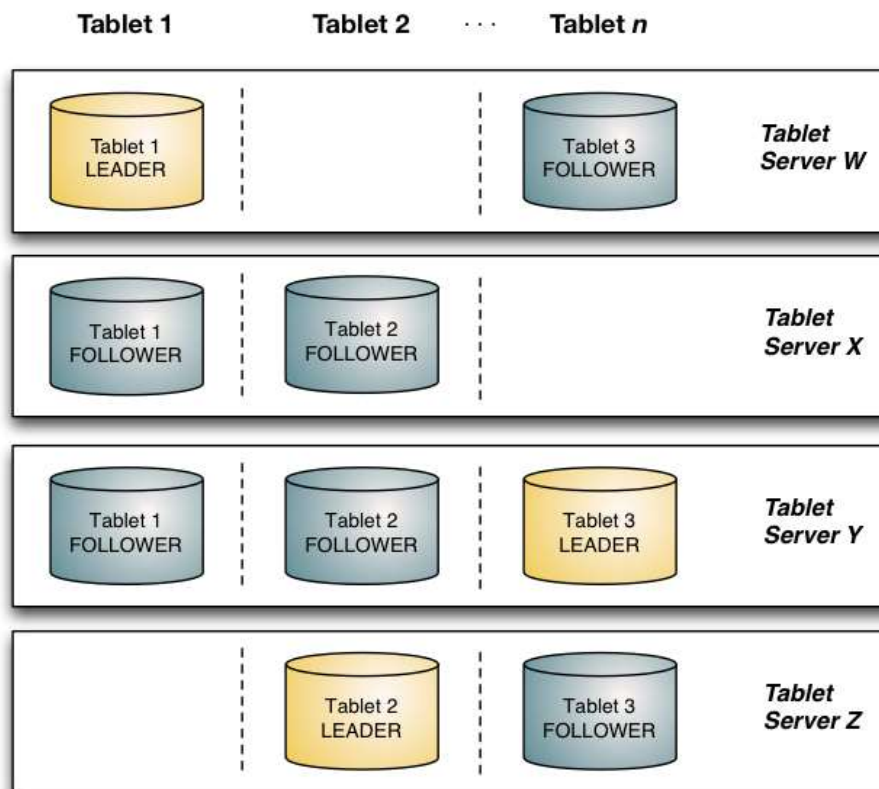 Tablet 1 Tablet 2 · · · Tablet n
Tablet 1
LEADER
Tablet 3
FOLLOWER
Tablet
Server W
Tablet 1
FOLLOWER
Tablet 2
FOLLOWER
Tablet
Server X
Tablet 1
FOLLOWER
Tablet 2
FOLLOWER
Tablet 3
LEADER
Tablet
Server Y
Tablet 2
LEADER
Tablet 3
FOLLOWER
Tablet
Server Z